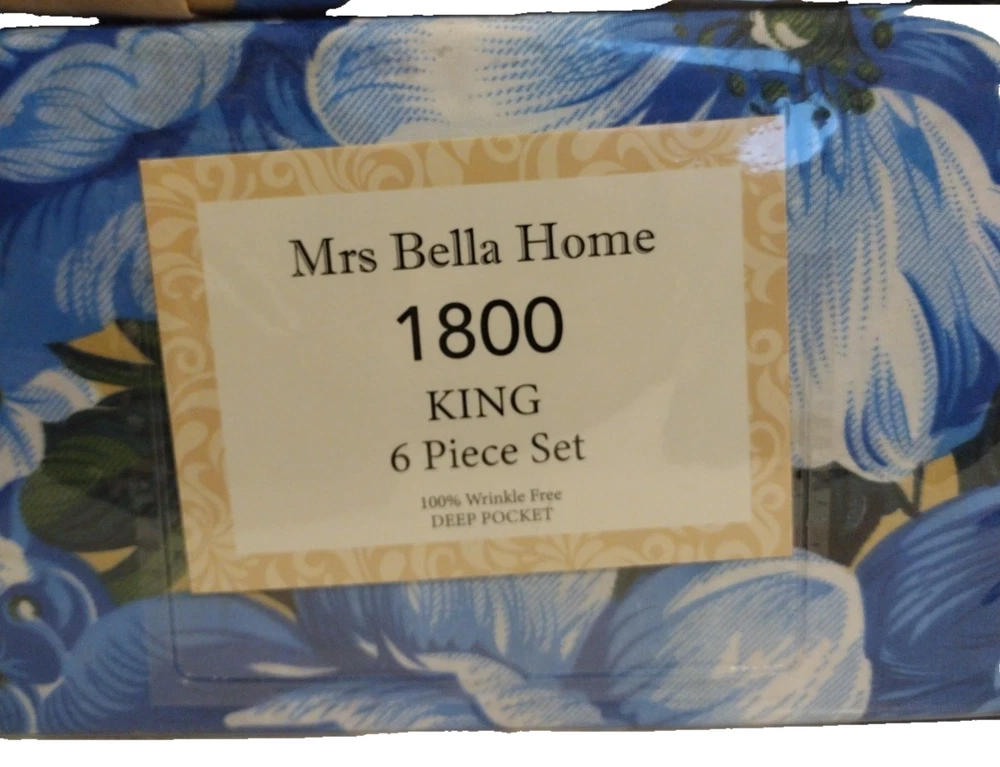 Mrs Bella Home
1800
KING
6 Piece Set
100% Wrinkle Free
DEEP POCKET